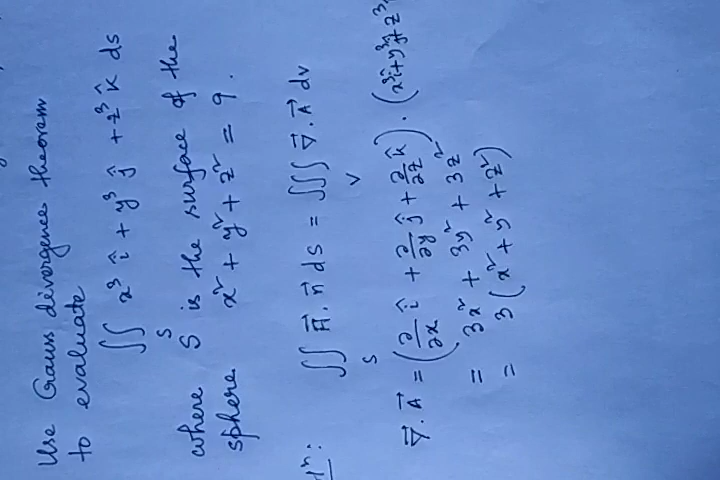 Use Gauss divergence theorem
to evaluate
∬ x³ î + y³ ĵ + z³ k̂ ds
S
where S is the surface of the
sphere x² + y² + z² = 9.
∬ A⃗ . n⃗ ds = ∭ ∇⃗ . A⃗ dv
S V
∇⃗ . A⃗ = (∂/∂x î + ∂/∂y ĵ + ∂/∂z k̂) . (x³î + y³ĵ + z³
= 3x² + 3y² + 3z²
= 3 (x² + y² + z²)